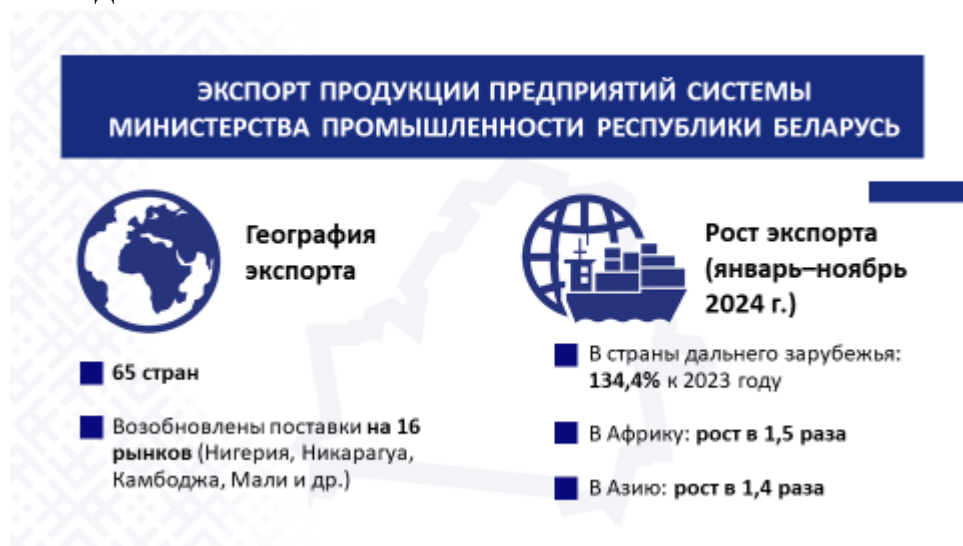 ЭКСПОРТ ПРОДУКЦИИ ПРЕДПРИЯТИЙ СИСТЕМЫ
МИНИСТЕРСТВА ПРОМЫШЛЕННОСТИ РЕСПУБЛИКИ БЕЛАРУСЬ
География
экспорта
65 стран
Возобновлены поставки на 16
рынков (Нигерия, Никарагуа,
Камбоджа, Мали и др.)
Рост экспорта
(январь–ноябрь
2024 г.)
В страны дальнего зарубежья:
134,4% к 2023 году
В Африку: рост в 1,5 раза
В Азию: рост в 1,4 раза